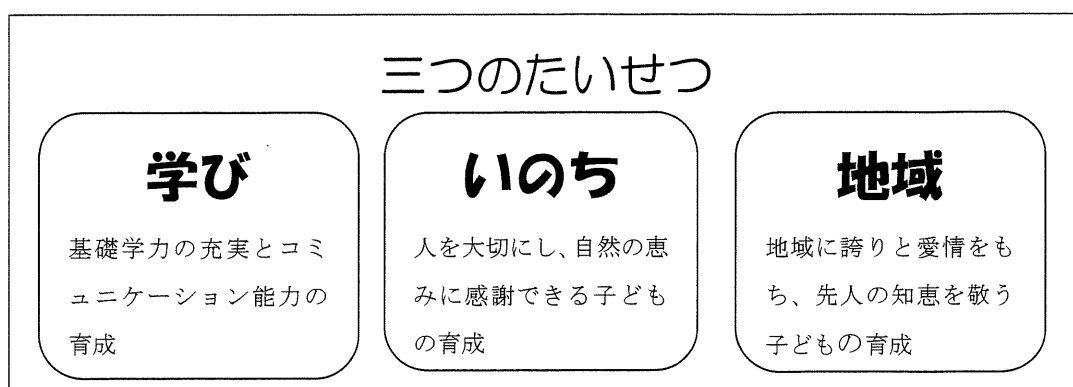 三つのたいせつ
学び
基礎学力の充実とコミ
ュニケーション能力の
育成
いのち
人を大切にし、自然の恵
みに感謝できる子ども
の育成
地域
地域に誇りと愛情をも
ち、先人の知恵を敬う
子どもの育成